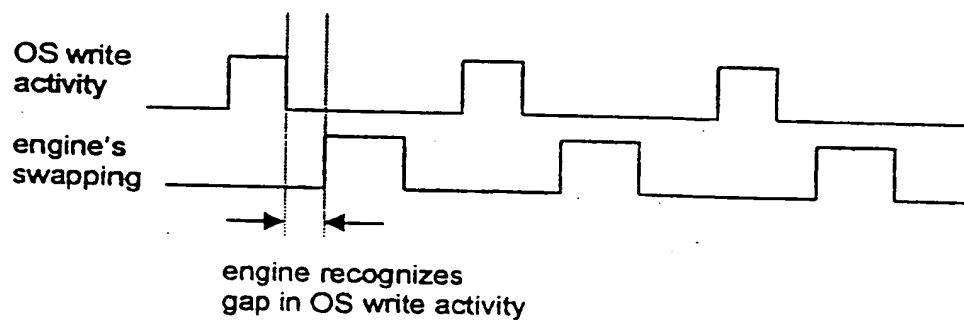 OS write
activity
engine's
swapping
engine recognizes
gap in OS write activity